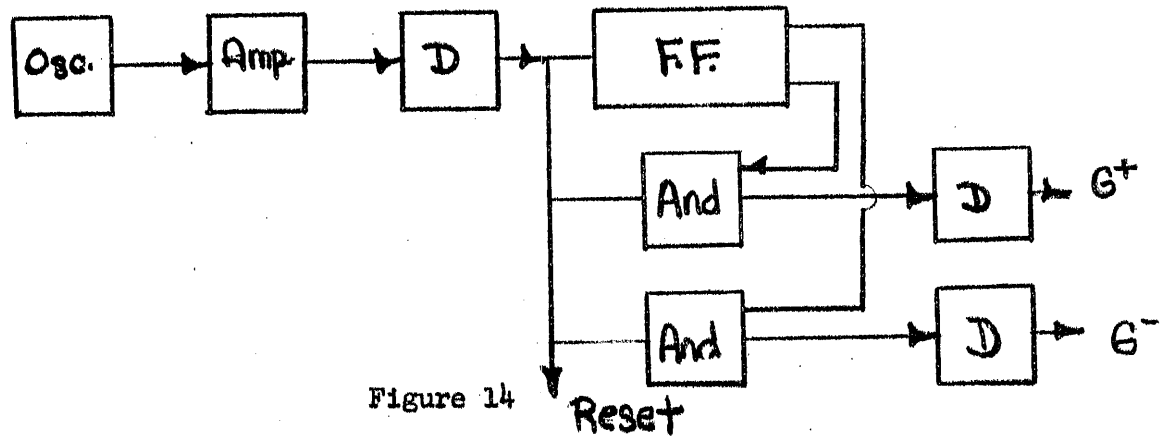 Osc.
Amp.
D
F.F.
And
D
G+
And
D
G-
Figure 14
Reset